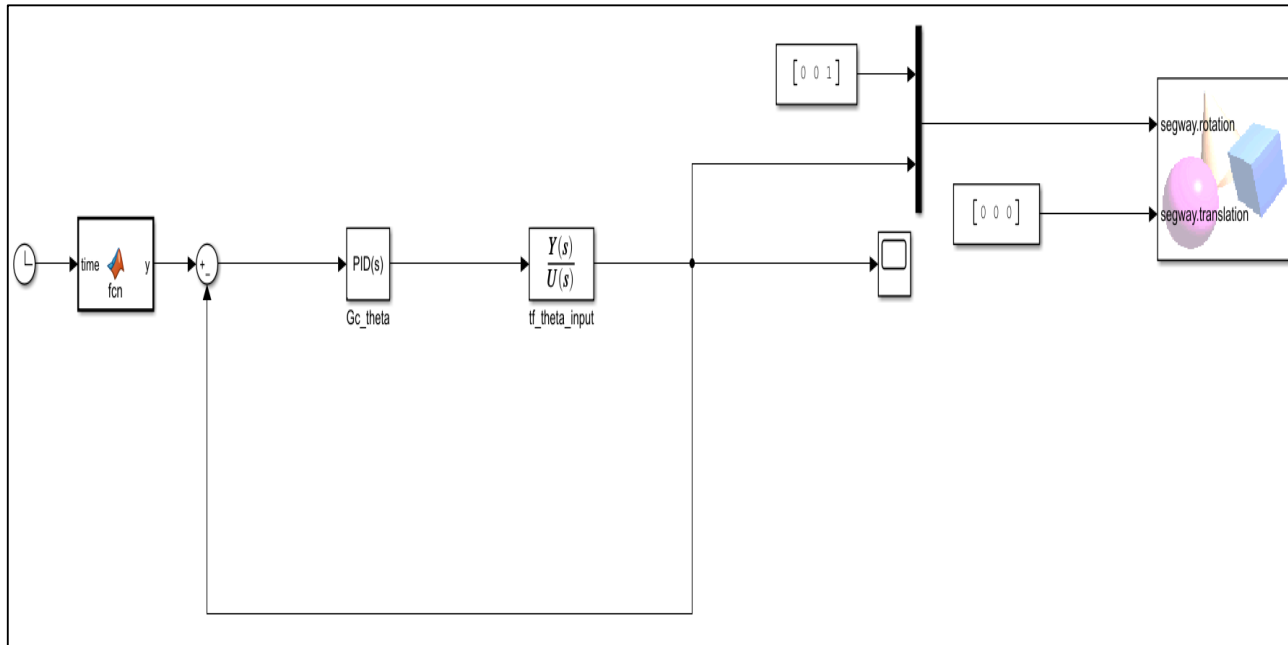 [0 0 1]
segway.rotation
[0 0 0]
segway.translation
time y
fcn
+
-
PID(s)
Gc_theta
Y(s)
U(s)
tf_theta_input